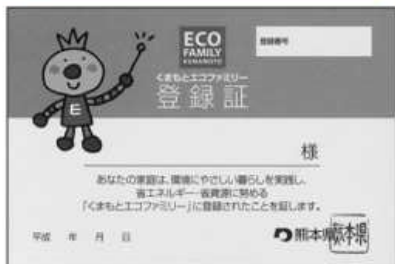 ECO
FAMILY
KUMAMOTO
登録番号
くまもとエコファミリー
登録証
E
様
あなたの家庭は、環境にやさしい暮らしを実践し、
省エネルギー・省資源に努める
「くまもとエコファミリー」に登録されたことを証します。
平成 年 月 日
熊本県